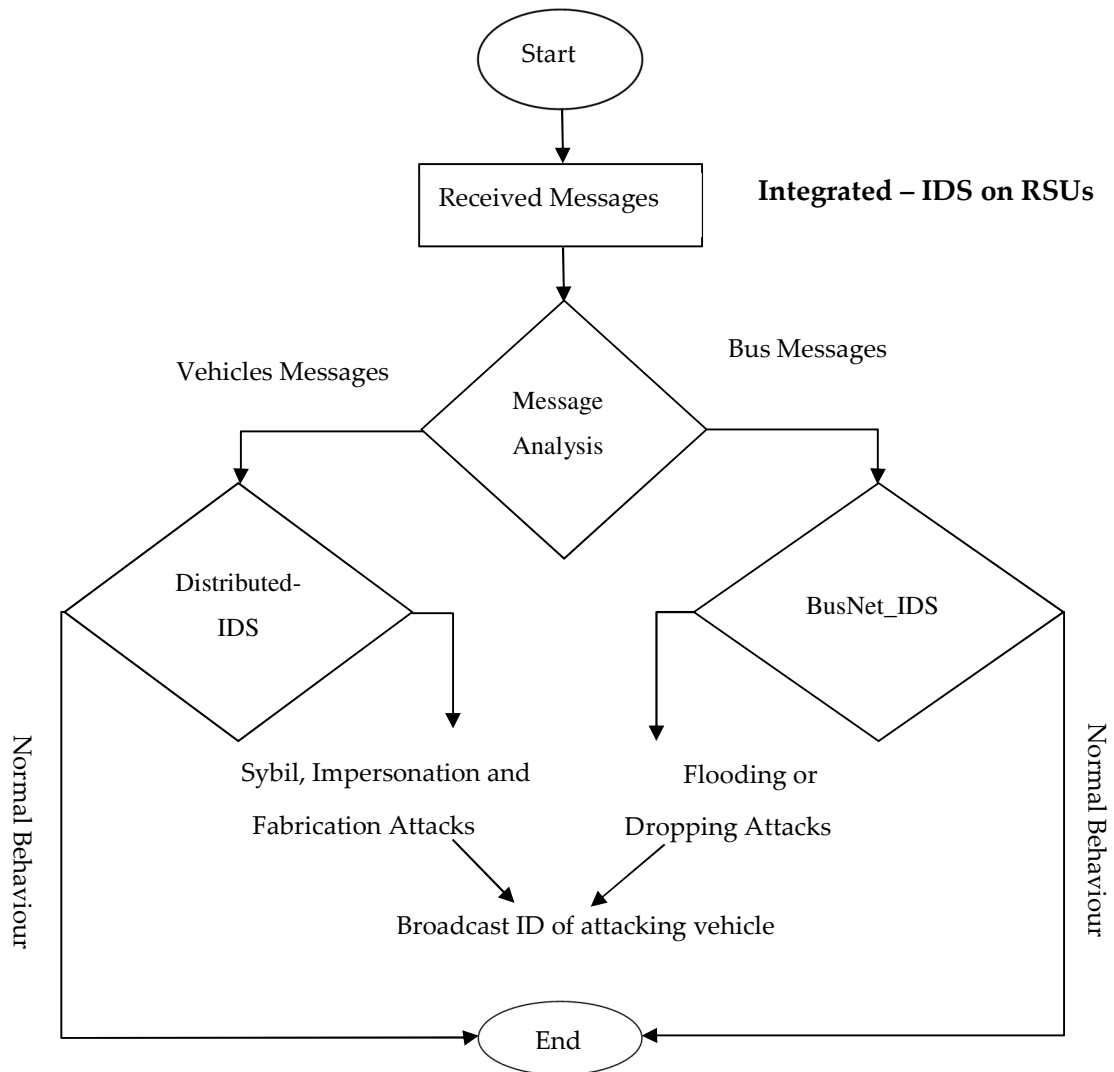 Start
Received Messages
Integrated – IDS on RSUs
Vehicles Messages
Bus Messages
Message
Analysis
Distributed-
IDS
BusNet_IDS
Normal Behaviour
Sybil, Impersonation and
Fabrication Attacks
Flooding or
Dropping Attacks
Normal Behaviour
Broadcast ID of attacking vehicle
End